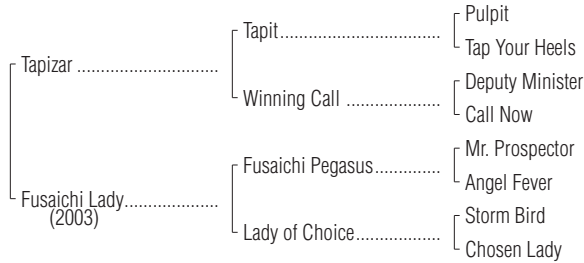 Pulpit
Tapit
Tap Your Heels
Tapizar
Deputy Minister
Winning Call
Call Now
Mr. Prospector
Fusaichi Pegasus
Angel Fever
Fusaichi Lady
(2003)
Storm Bird
Lady of Choice
Chosen Lady